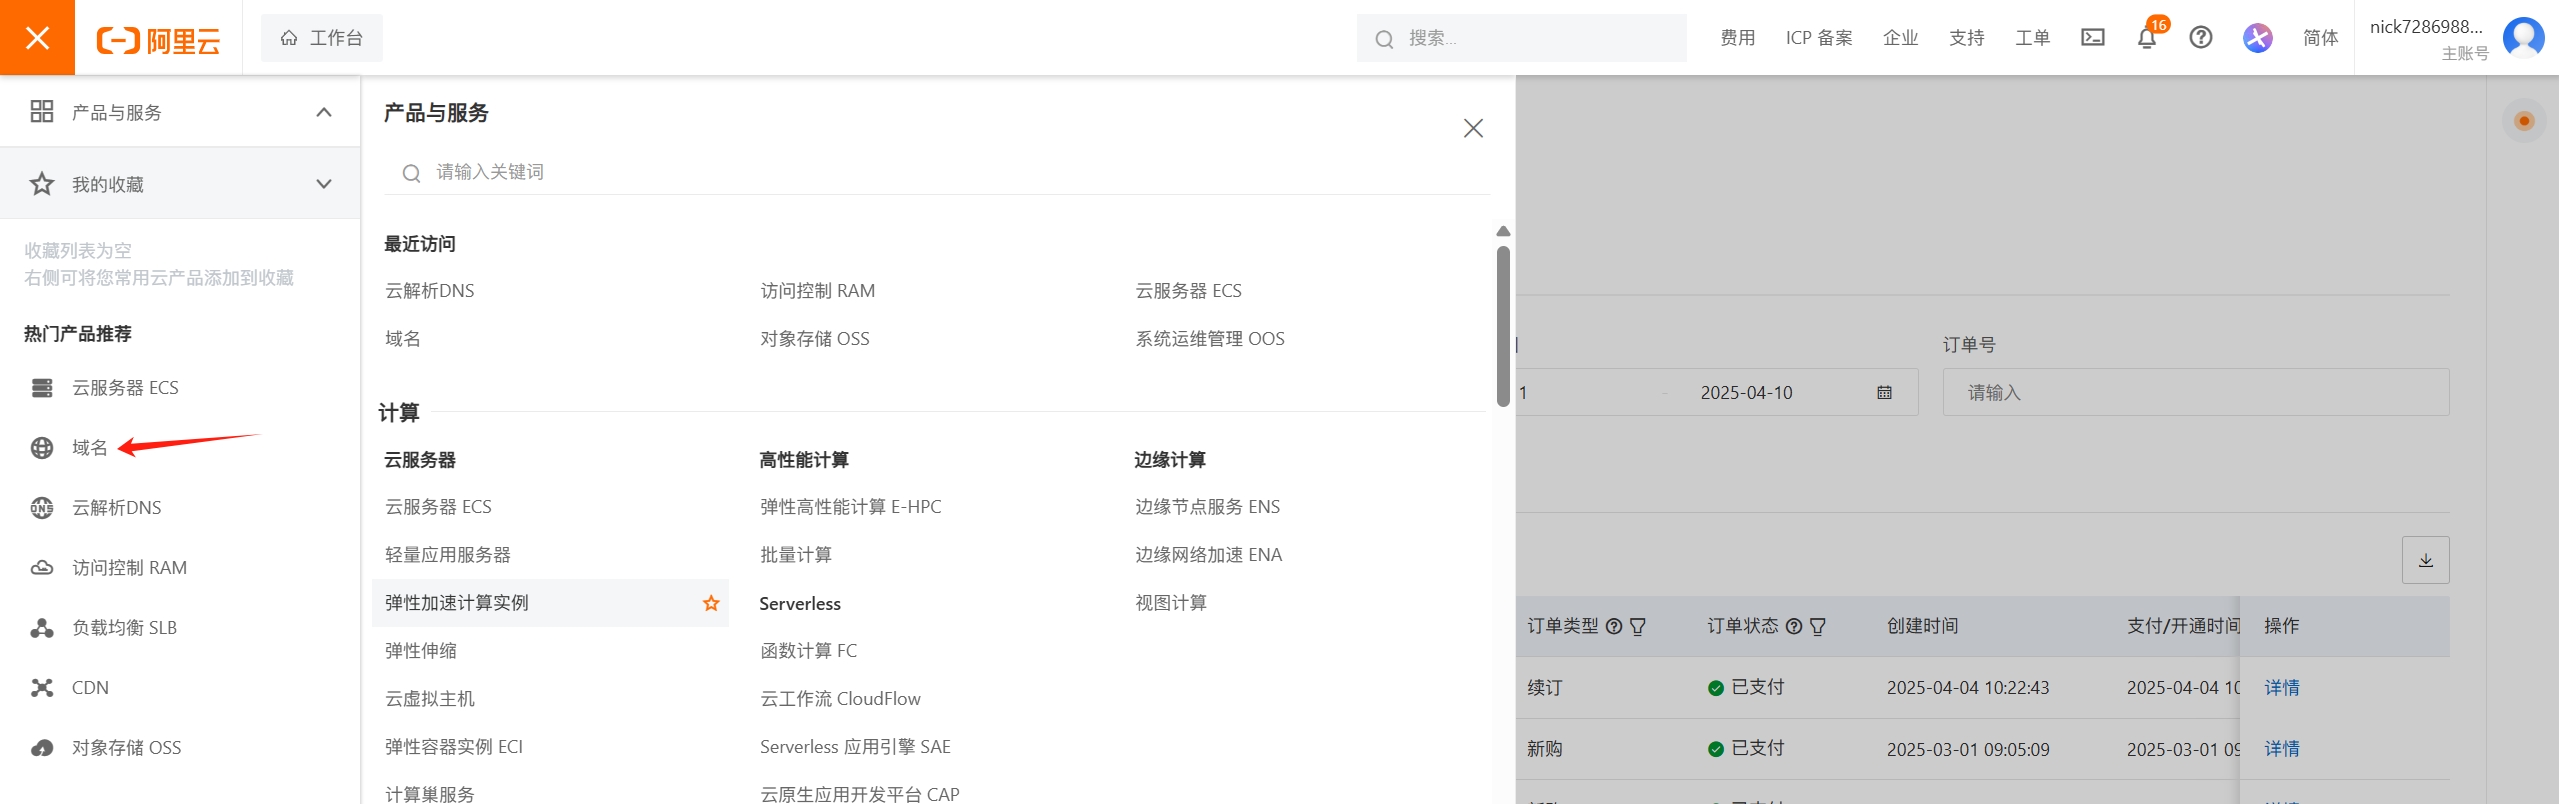 阿里云
工作台
搜索...
费用
ICP 备案
企业
支持
工单
16
简体
nick7286988...
主账号
产品与服务
我的收藏
收藏列表为空
右侧可将您常用云产品添加到收藏
热门产品推荐
云服务器 ECS
域名
云解析DNS
访问控制 RAM
负载均衡 SLB
CDN
对象存储 OSS
产品与服务
请输入关键词
最近访问
云解析DNS
访问控制 RAM
云服务器 ECS
域名
对象存储 OSS
系统运维管理 OOS
计算
云服务器
云服务器 ECS
轻量应用服务器
弹性加速计算实例
弹性伸缩
云虚拟主机
弹性容器实例 ECI
计算巢服务
高性能计算
弹性高性能计算 E-HPC
批量计算
Serverless
函数计算 FC
云工作流 CloudFlow
Serverless 应用引擎 SAE
云原生应用开发平台 CAP
边缘计算
边缘节点服务 ENS
边缘网络加速 ENA
视图计算
订单号
1
-
2025-04-10
请输入
订单类型
订单状态
创建时间
支付/开通时间
操作
续订
已支付
2025-04-04 10:22:43
2025-04-04 10
详情
新购
已支付
2025-03-01 09:05:09
2025-03-01 09
详情